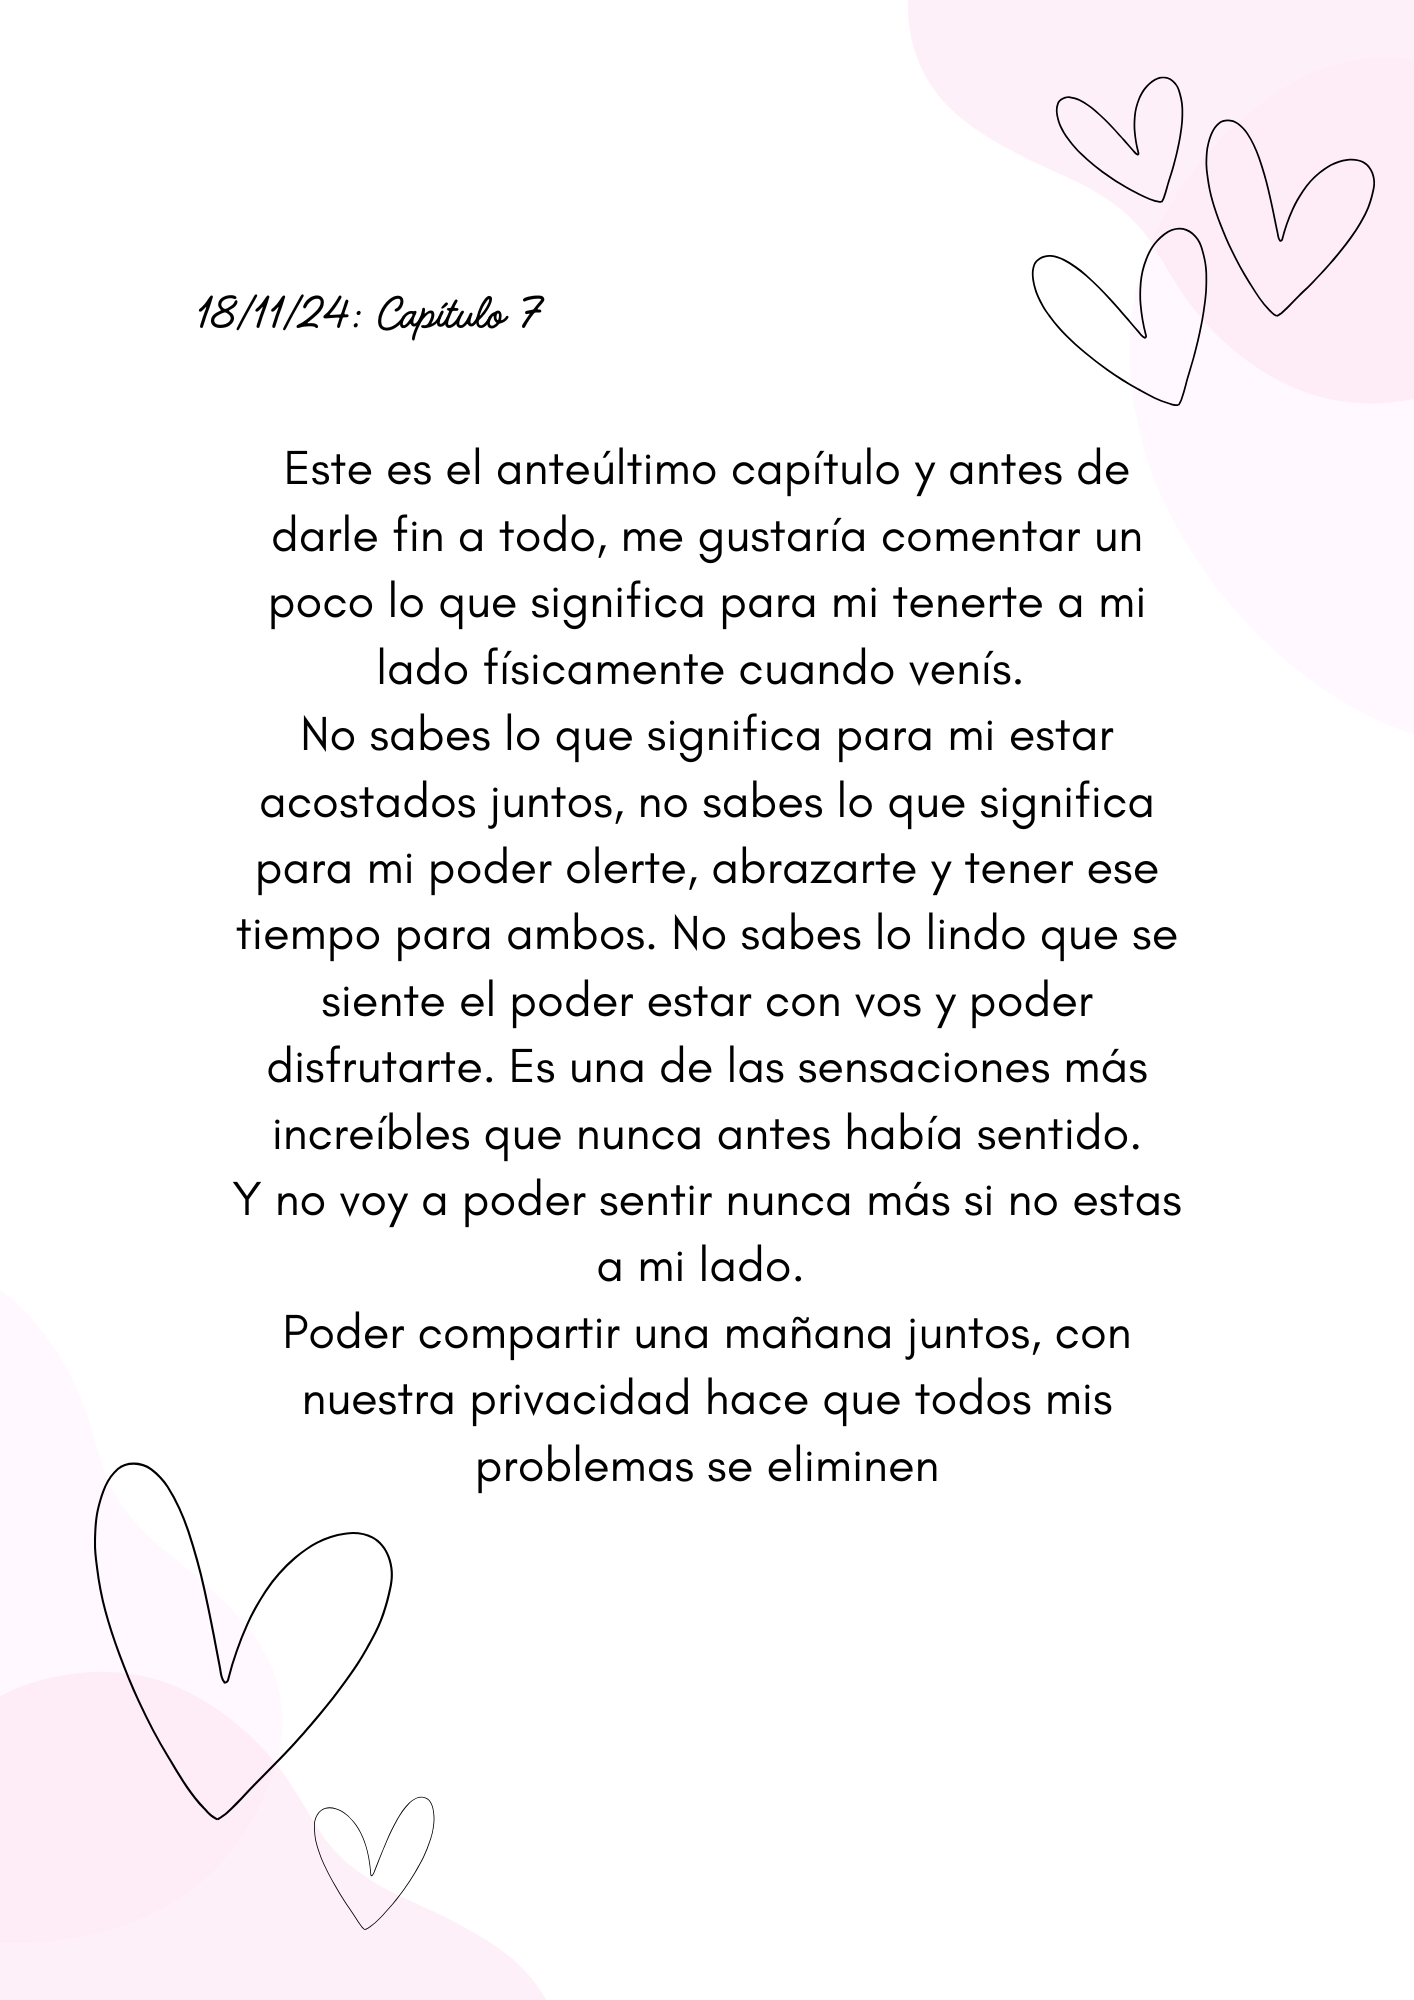 18/11/24: Capítulo 7
Este es el anteúltimo capítulo y antes de
darle fin a todo, me gustaría comentar un
poco lo que significa para mi tenerte a mi
lado físicamente cuando venís.
No sabes lo que significa para mi estar
acostados juntos, no sabes lo que significa
para mi poder olerte, abrazarte y tener ese
tiempo para ambos. No sabes lo lindo que se
siente el poder estar con vos y poder
disfrutarte. Es una de las sensaciones más
increíbles que nunca antes había sentido.
Y no voy a poder sentir nunca más si no estas
a mi lado.
Poder compartir una mañana juntos, con
nuestra privacidad hace que todos mis
problemas se eliminen